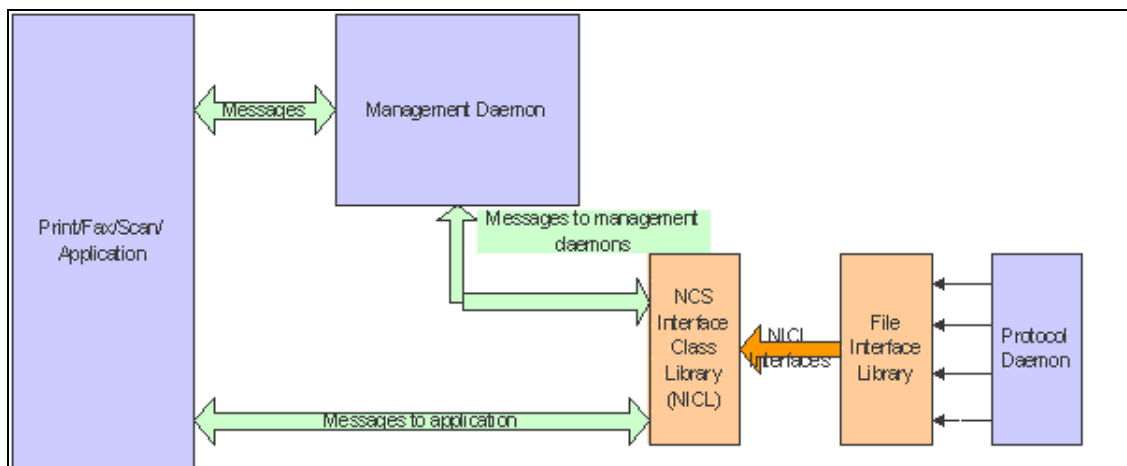 Messages
Management Daemon
Print/Fax/Scan/
Application
Messages to management
daemons
NCS
Interface
Class
Library
(NICL)
NICL
Interfaces
File
Interface
Library
Protocol
Daemon
Messages to application